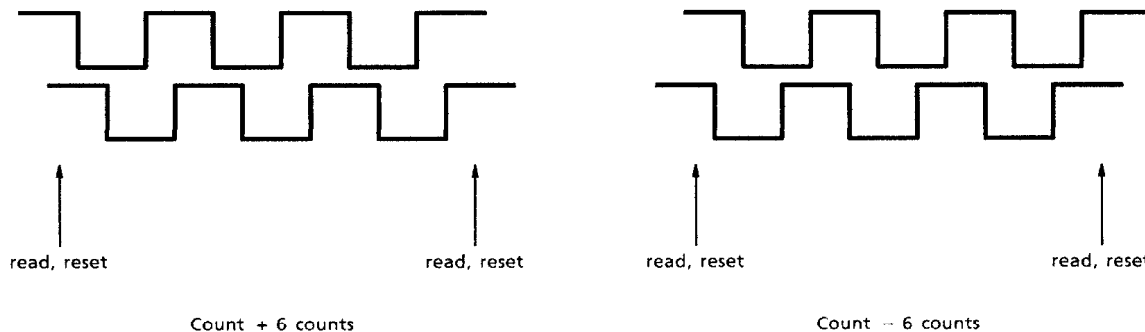 read, reset
read, reset
read, reset
read, reset
Count + 6 counts
Count - 6 counts